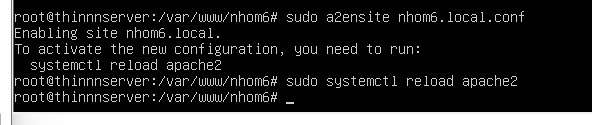 root@thinnnserver:/var/www/nhom6# sudo a2ensite nhom6.local.conf
Enabling site nhom6.local.
To activate the new configuration, you need to run:
  systemctl reload apache2
root@thinnnserver:/var/www/nhom6# sudo systemctl reload apache2
root@thinnnserver:/var/www/nhom6# _